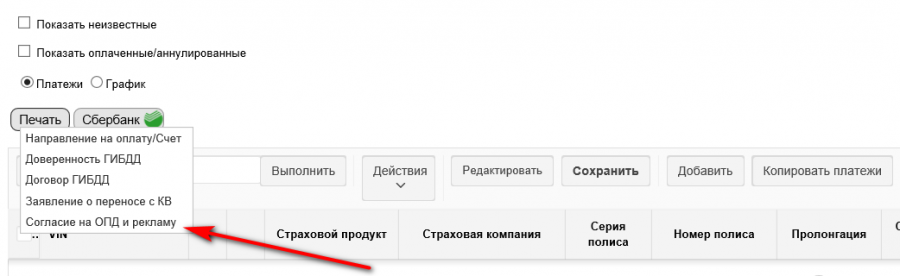 Показать неизвестные
Показать оплаченные/аннулированные
Платежи График
Печать Сбербанк
Направление на оплату/Счет
Доверенность ГИБДД
Договор ГИБДД
Заявление о переносе с КВ
Согласие на ОПД и рекламу
Выполнить Действия Редактировать Сохранить Добавить Копировать платежи
VIN Страховой продукт Страховая компания Серия полиса Номер полиса Пролонгация